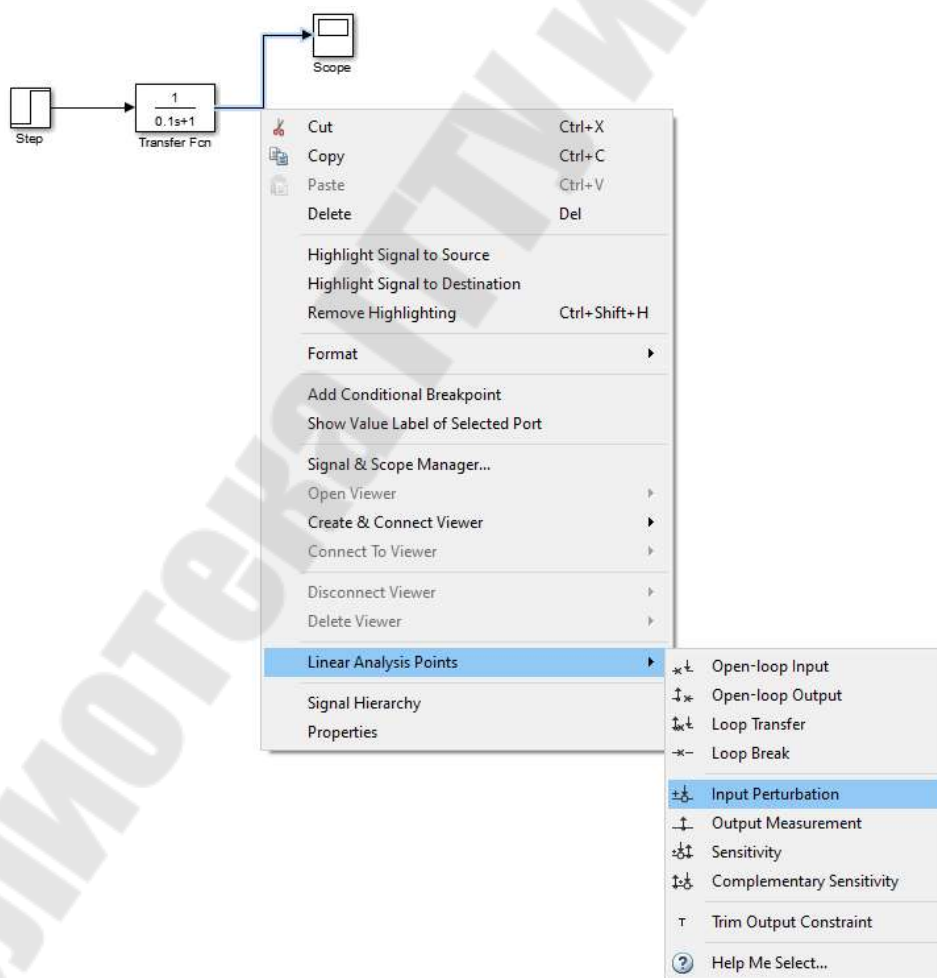 Scope
Step
1
0.1s+1
Transfer Fcn
Cut Ctrl+X
Copy Ctrl+C
Paste Ctrl+V
Delete Del
Highlight Signal to Source
Highlight Signal to Destination
Remove Highlighting Ctrl+Shift+H
Format
Add Conditional Breakpoint
Show Value Label of Selected Port
Signal & Scope Manager...
Open Viewer
Create & Connect Viewer
Connect To Viewer
Disconnect Viewer
Delete Viewer
Linear Analysis Points
Signal Hierarchy
Properties
Open-loop Input
Open-loop Output
Loop Transfer
Loop Break
Input Perturbation
Output Measurement
Sensitivity
Complementary Sensitivity
T Trim Output Constraint
? Help Me Select...